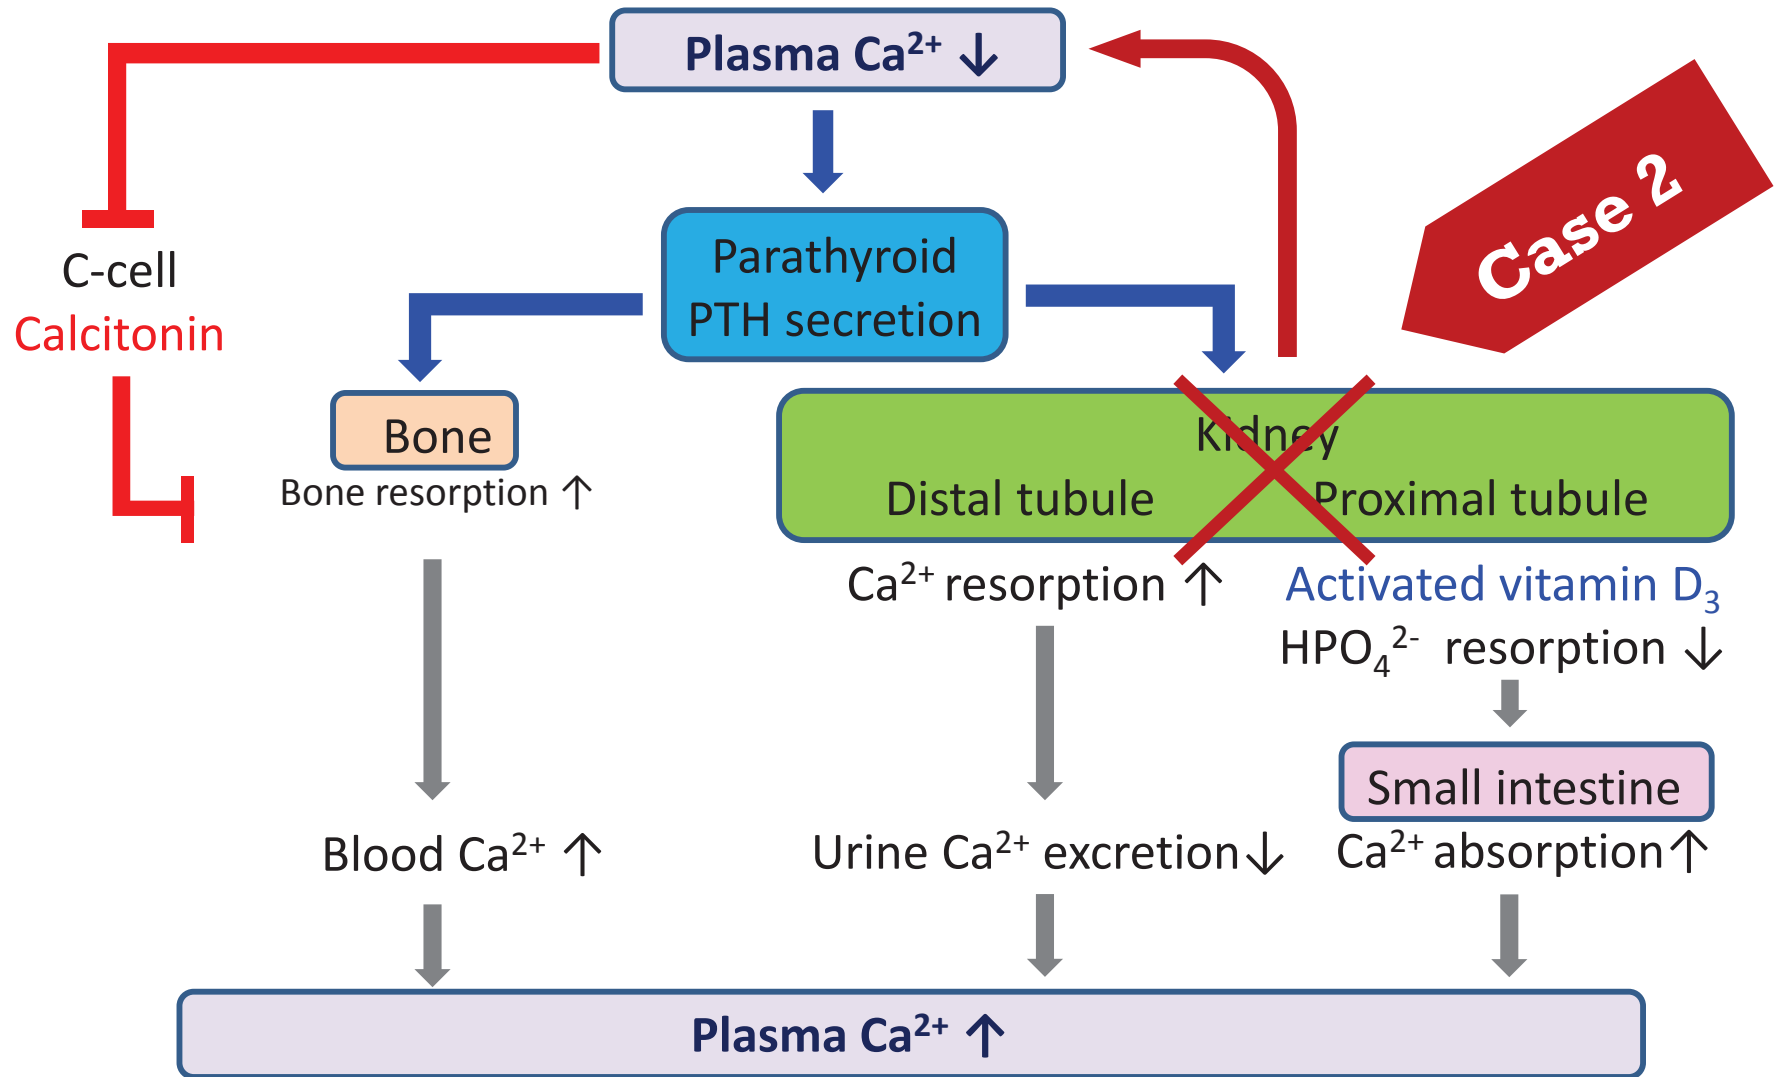 Plasma Ca²⁺ ↓
Case 2
Parathyroid
PTH secretion
C-cell
Calcitonin
Bone
Bone resorption ↑
Kidney
Distal tubule
Proximal tubule
Ca²⁺ resorption ↑
Activated vitamin D₃
HPO₄²⁻ resorption ↓
Small intestine
Blood Ca²⁺ ↑
Urine Ca²⁺ excretion ↓
Ca²⁺ absorption ↑
Plasma Ca²⁺ ↑